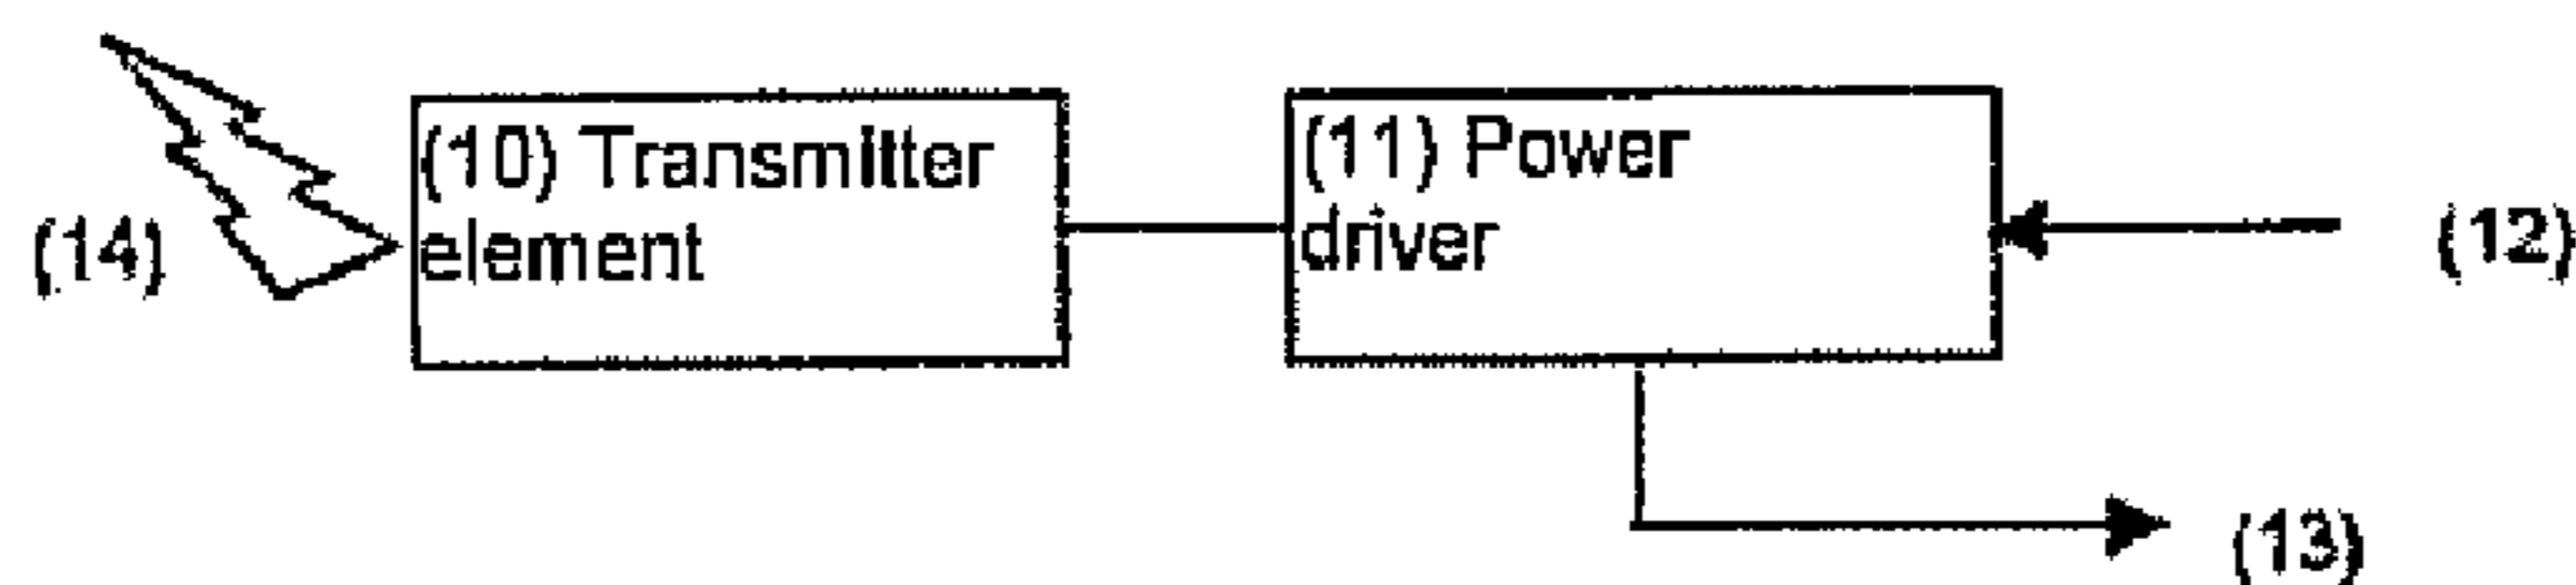 (10) Transmitter
element
(11) Power
driver
(14)
(12)
(13)